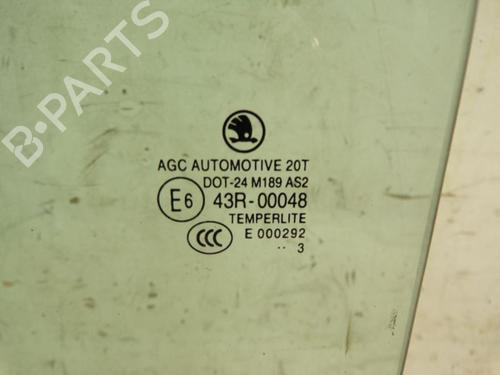 B-PARTS
AGC AUTOMOTIVE 20T
DOT-24 M189 AS2
E6 43R-00048
TEMPERLITE
CCC E 000292
.. 3